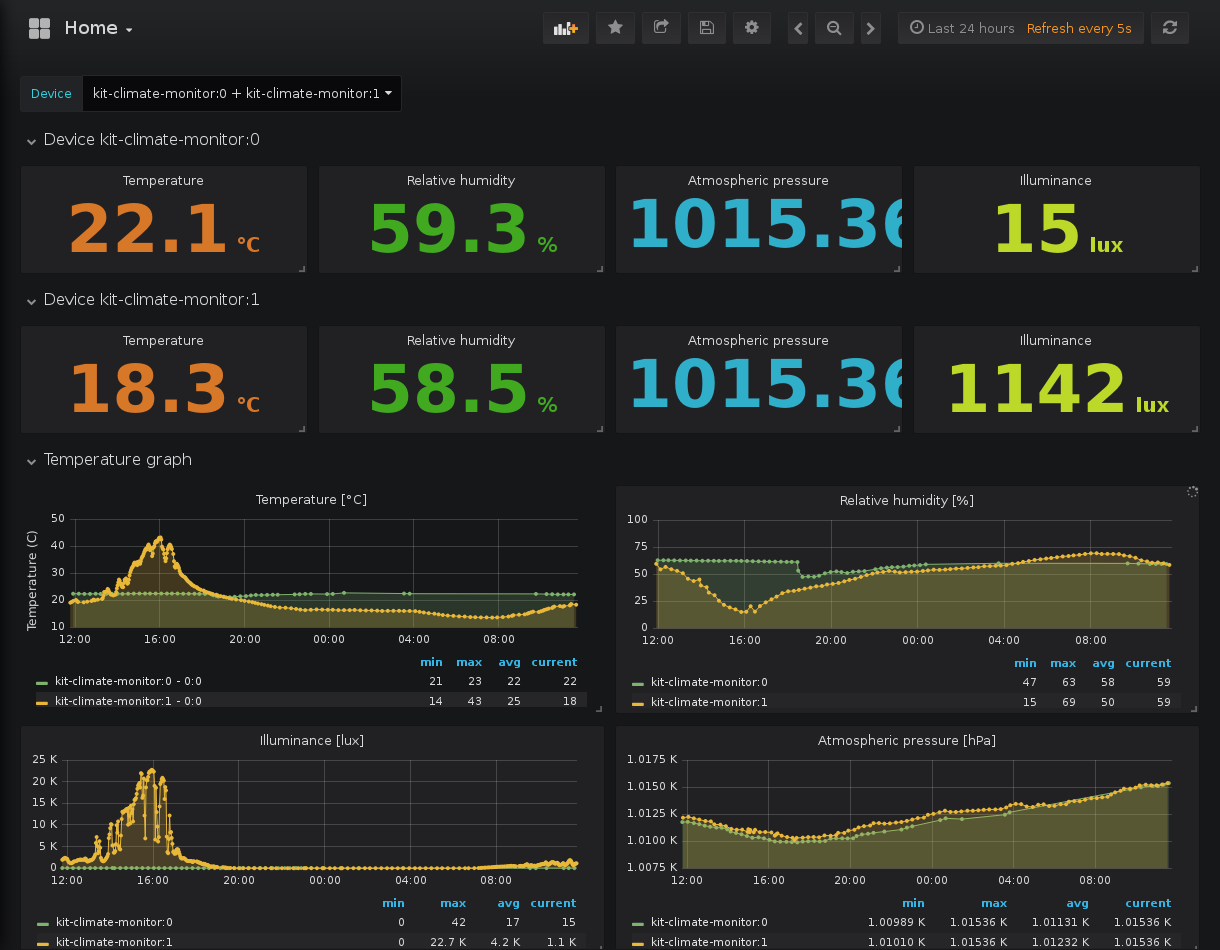 Home
Last 24 hours Refresh every 5s
Device kit-climate-monitor:0 + kit-climate-monitor:1
Device kit-climate-monitor:0
Temperature Relative humidity Atmospheric pressure Illuminance
22.1 °C 59.3 % 1015.36 15 lux
Device kit-climate-monitor:1
Temperature Relative humidity Atmospheric pressure Illuminance
18.3 °C 58.5 % 1015.36 1142 lux
Temperature graph
Temperature [°C]
Temperature (C)
50
40
30
20
10
12:00 16:00 20:00 00:00 04:00 08:00
min max avg current
kit-climate-monitor:0 - 0:0 21 23 22 22
kit-climate-monitor:1 - 0:0 14 43 25 18
Relative humidity [%]
100
75
50
25
0
12:00 16:00 20:00 00:00 04:00 08:00
min max avg current
kit-climate-monitor:0 47 63 58 59
kit-climate-monitor:1 15 69 50 59
Illuminance [lux]
25 K
20 K
15 K
10 K
5 K
0
12:00 16:00 20:00 00:00 04:00 08:00
min max avg current
kit-climate-monitor:0 0 42 17 15
kit-climate-monitor:1 0 22.7 K 4.2 K 1.1 K
Atmospheric pressure [hPa]
1.0175 K
1.0150 K
1.0125 K
1.0100 K
1.0075 K
12:00 16:00 20:00 00:00 04:00 08:00
min max avg current
kit-climate-monitor:0 1.00989 K 1.01536 K 1.01131 K 1.01536 K
kit-climate-monitor:1 1.01010 K 1.01536 K 1.01232 K 1.01536 K